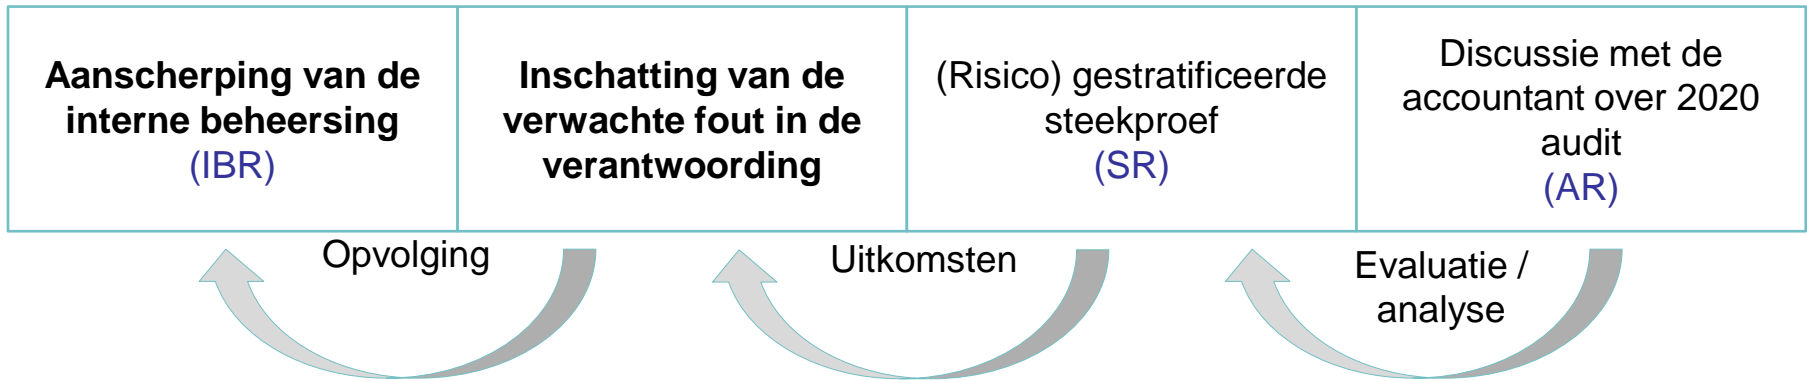 Aanscherping van de
interne beheersing
(IBR)
Inschatting van de
verwachte fout in de
verantwoording
(Risico) gestratificeerde
steekproef
(SR)
Discussie met de
accountant over 2020
audit
(AR)
Opvolging
Uitkomsten
Evaluatie /
analyse